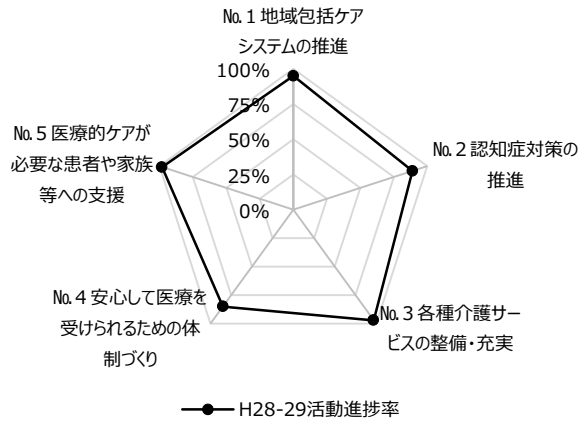 №1地域包括ケア
システムの推進
100%
75%
50%
25%
0%
№2認知症対策の
推進
№3各種介護サー
ビスの整備・充実
№4安心して医療を
受けられるための体
制づくり
№5医療的ケアが
必要な患者や家族
等への支援
H28-29活動進捗率